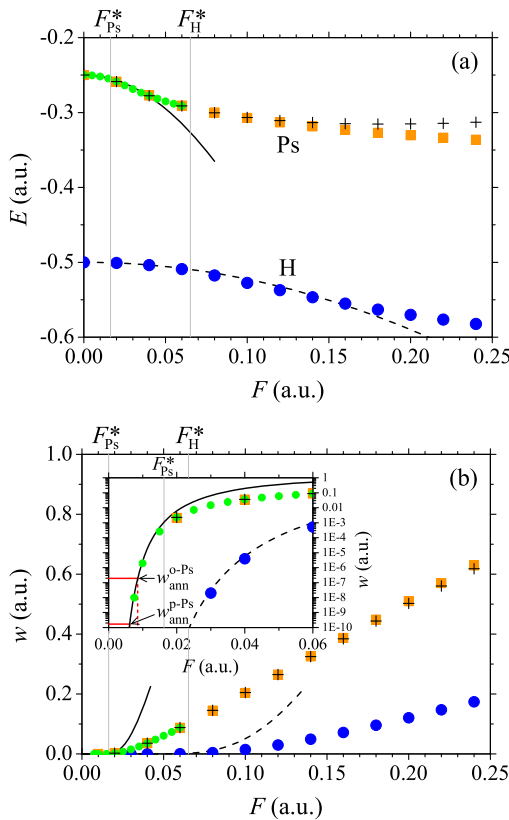 F*Ps F*H
-0.2
(a)
-0.3
Ps
E (a.u.)
-0.4
-0.5
H
-0.6
0.00 0.05 0.10 0.15 0.20 0.25
F (a.u.)
F*Ps F*H
1.0
(b)
F*Ps
1
0.1
0.01
1E-3
1E-4
1E-5
1E-6
1E-7
1E-8
1E-9
1E-10
w (a.u.)
w o-Ps ann
w p-Ps ann
0.00 0.02 0.04 0.06
F (a.u.)
0.8
0.6
w (a.u.)
0.4
0.2
0.0
0.00 0.05 0.10 0.15 0.20 0.25
F (a.u.)